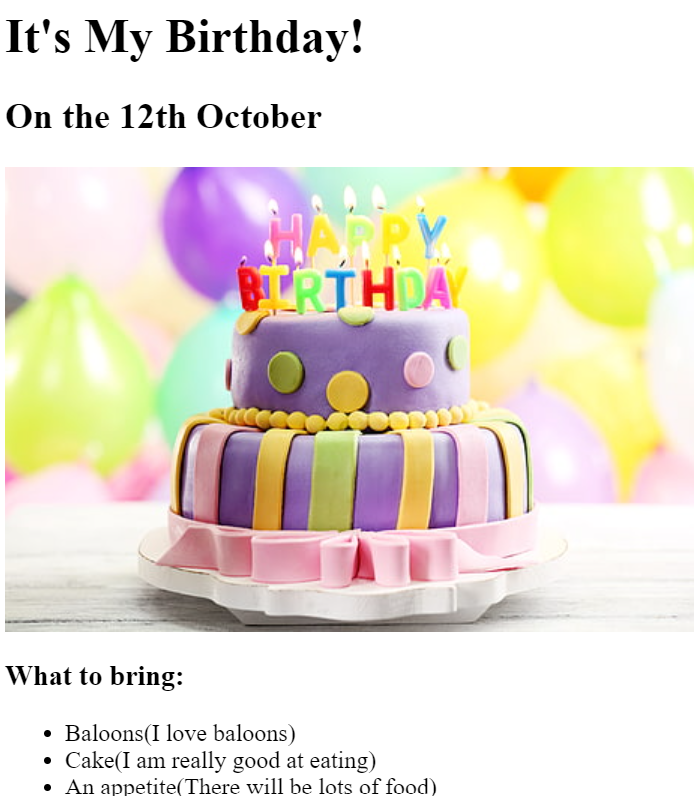 It's My Birthday!
On the 12th October
HAPPY
BIRTHDAY
What to bring:
Baloons(I love baloons)
Cake(I am really good at eating)
An appetite(There will be lots of food)